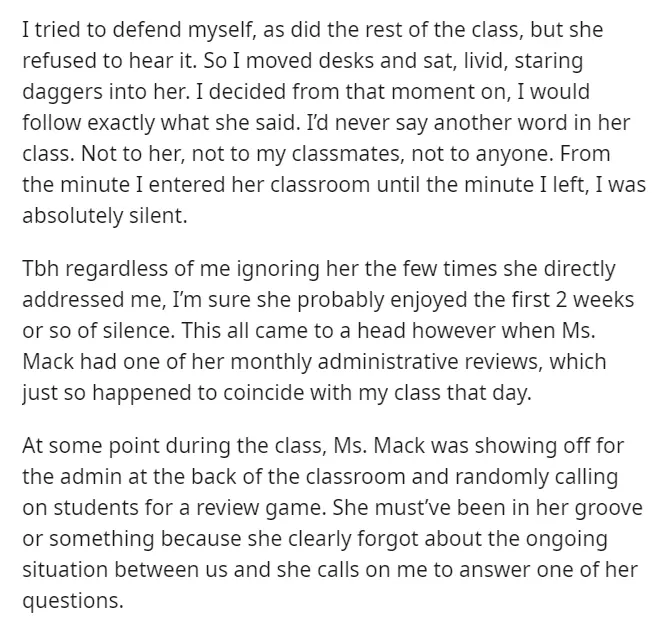 I tried to defend myself, as did the rest of the class, but she
refused to hear it. So I moved desks and sat, livid, staring
daggers into her. I decided from that moment on, I would
follow exactly what she said. I’d never say another word in her
class. Not to her, not to my classmates, not to anyone. From
the minute I entered her classroom until the minute I left, I was
absolutely silent.
Tbh regardless of me ignoring her the few times she directly
addressed me, I’m sure she probably enjoyed the first 2 weeks
or so of silence. This all came to a head however when Ms.
Mack had one of her monthly administrative reviews, which
just so happened to coincide with my class that day.
At some point during the class, Ms. Mack was showing off for
the admin at the back of the classroom and randomly calling
on students for a review game. She must’ve been in her groove
or something because she clearly forgot about the ongoing
situation between us and she calls on me to answer one of her
questions.